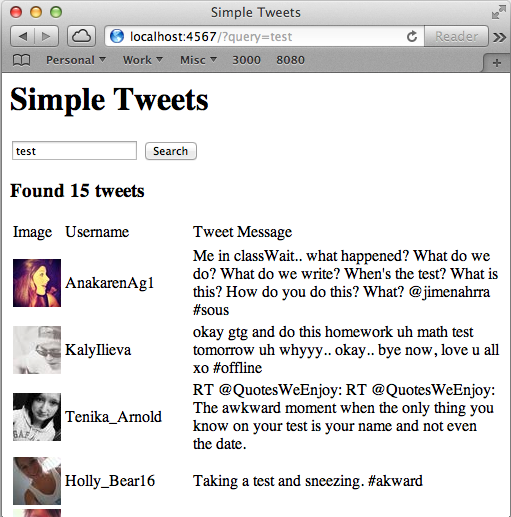 Simple Tweets
localhost:4567/?query=test
Reader
Personal
Work
Misc
3000
8080
Simple Tweets
test
Search
Found 15 tweets
Image Username Tweet Message
AnakarenAg1
Me in classWait.. what happened? What do we
do? What do we write? When's the test? What is
this? How do you do this? What? @jimenahrra
#sous
KalyIlieva
okay gtg and do this homework uh math test
tomorrow uh whyyy.. okay.. bye now, love u all
xo #offline
Tenika_Arnold
RT @QuotesWeEnjoy: RT @QuotesWeEnjoy:
The awkward moment when the only thing you
know on your test is your name and not even
the date.
Holly_Bear16
Taking a test and sneezing. #akward